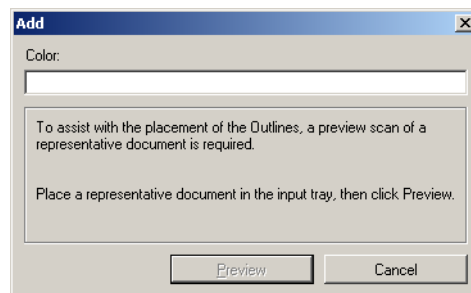 Add
Color:
To assist with the placement of the Outlines, a preview scan of a
representative document is required.
Place a representative document in the input tray, then click Preview.
Preview
Cancel